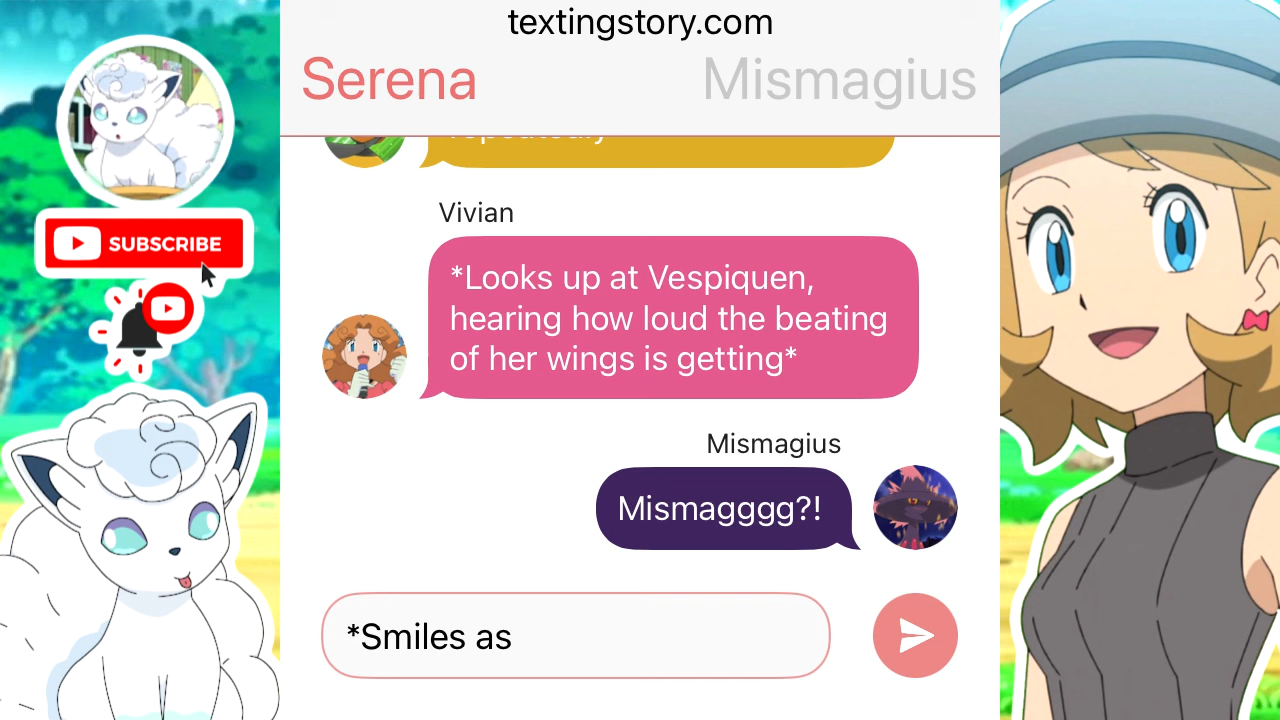 textingstory.com
Serena
Mismagius
repeatedly
Vivian
*Looks up at Vespiquen,
hearing how loud the beating
of her wings is getting*
Mismagius
Mismagggg?!
*Smiles as
SUBSCRIBE